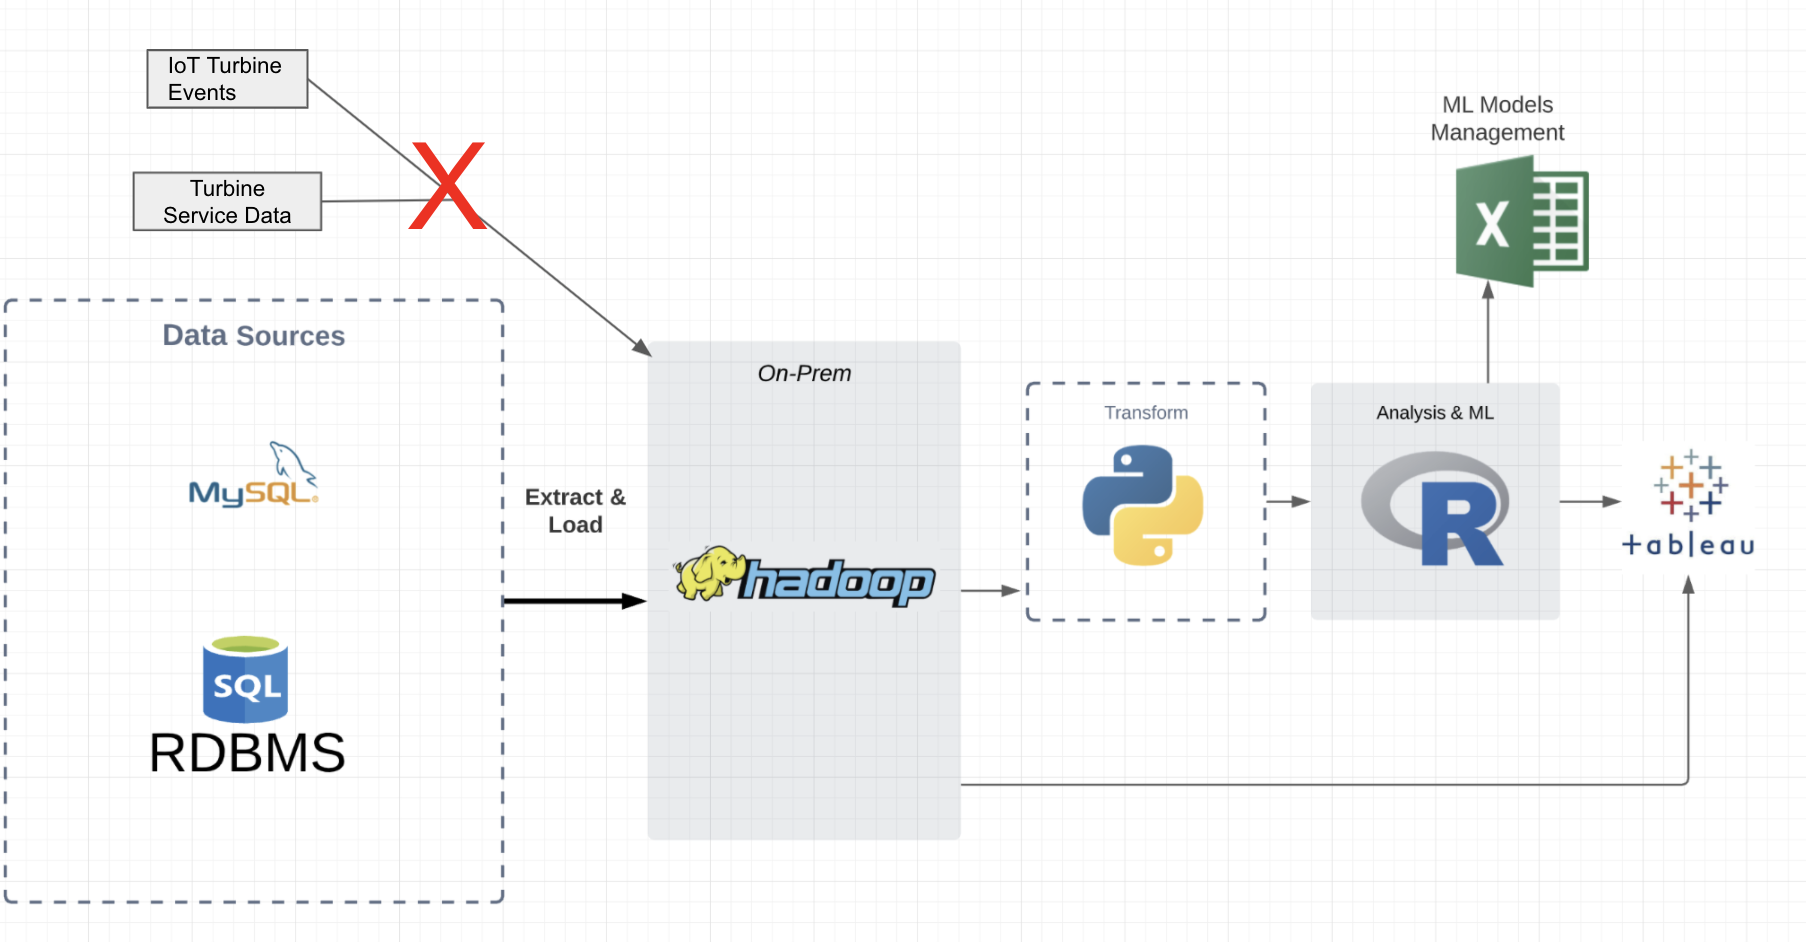 IoT Turbine
Events
Turbine
Service Data
X
Data Sources
MySQL
SQL
RDBMS
Extract &
Load
On-Prem
hadoop
Transform
Analysis & ML
R
ML Models
Management
X
+ableau